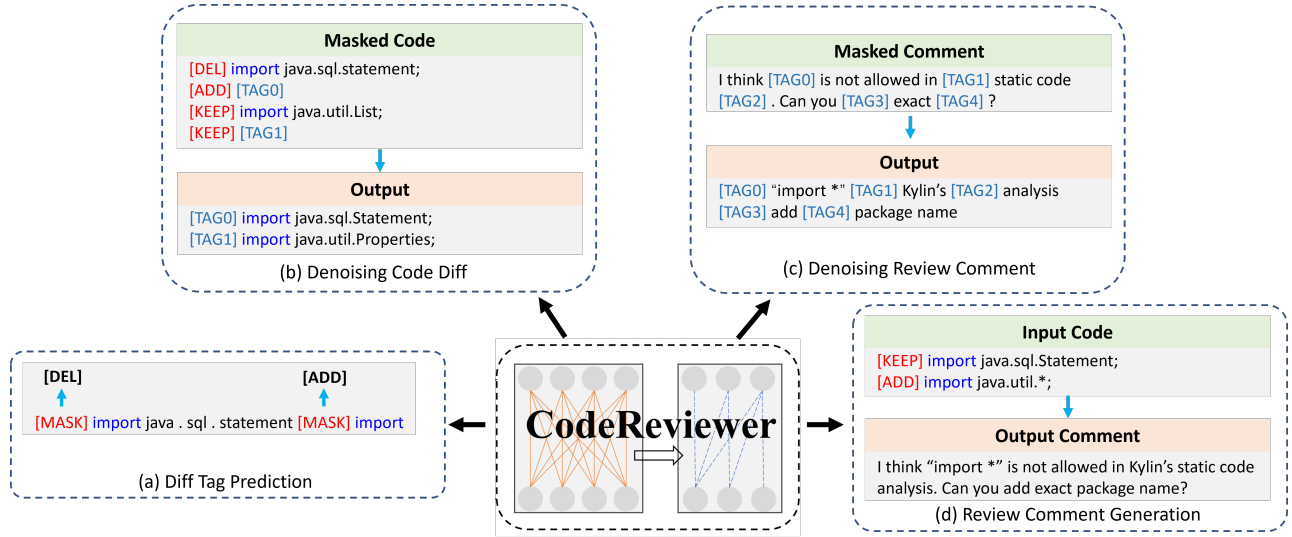 Masked Code
[DEL] import java.sql.statement;
[ADD] [TAG0]
[KEEP] import java.util.List;
[KEEP] [TAG1]
Output
[TAG0] import java.sql.Statement;
[TAG1] import java.util.Properties;
(b) Denoising Code Diff
Masked Comment
I think [TAG0] is not allowed in [TAG1] static code
[TAG2] . Can you [TAG3] exact [TAG4] ?
Output
[TAG0] “import *” [TAG1] Kylin’s [TAG2] analysis
[TAG3] add [TAG4] package name
(c) Denoising Review Comment
[DEL] [ADD]
[MASK] import java . sql . statement [MASK] import
(a) Diff Tag Prediction
CodeReviewer
Input Code
[KEEP] import java.sql.Statement;
[ADD] import java.util.*;
Output Comment
I think “import *” is not allowed in Kylin’s static code
analysis. Can you add exact package name?
(d) Review Comment Generation